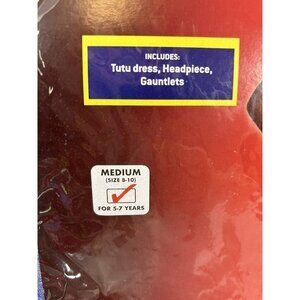 INCLUDES:
Tutu dress, Headpiece,
Gauntlets
MEDIUM
(SIZE 8-10)
FOR 5-7 YEARS